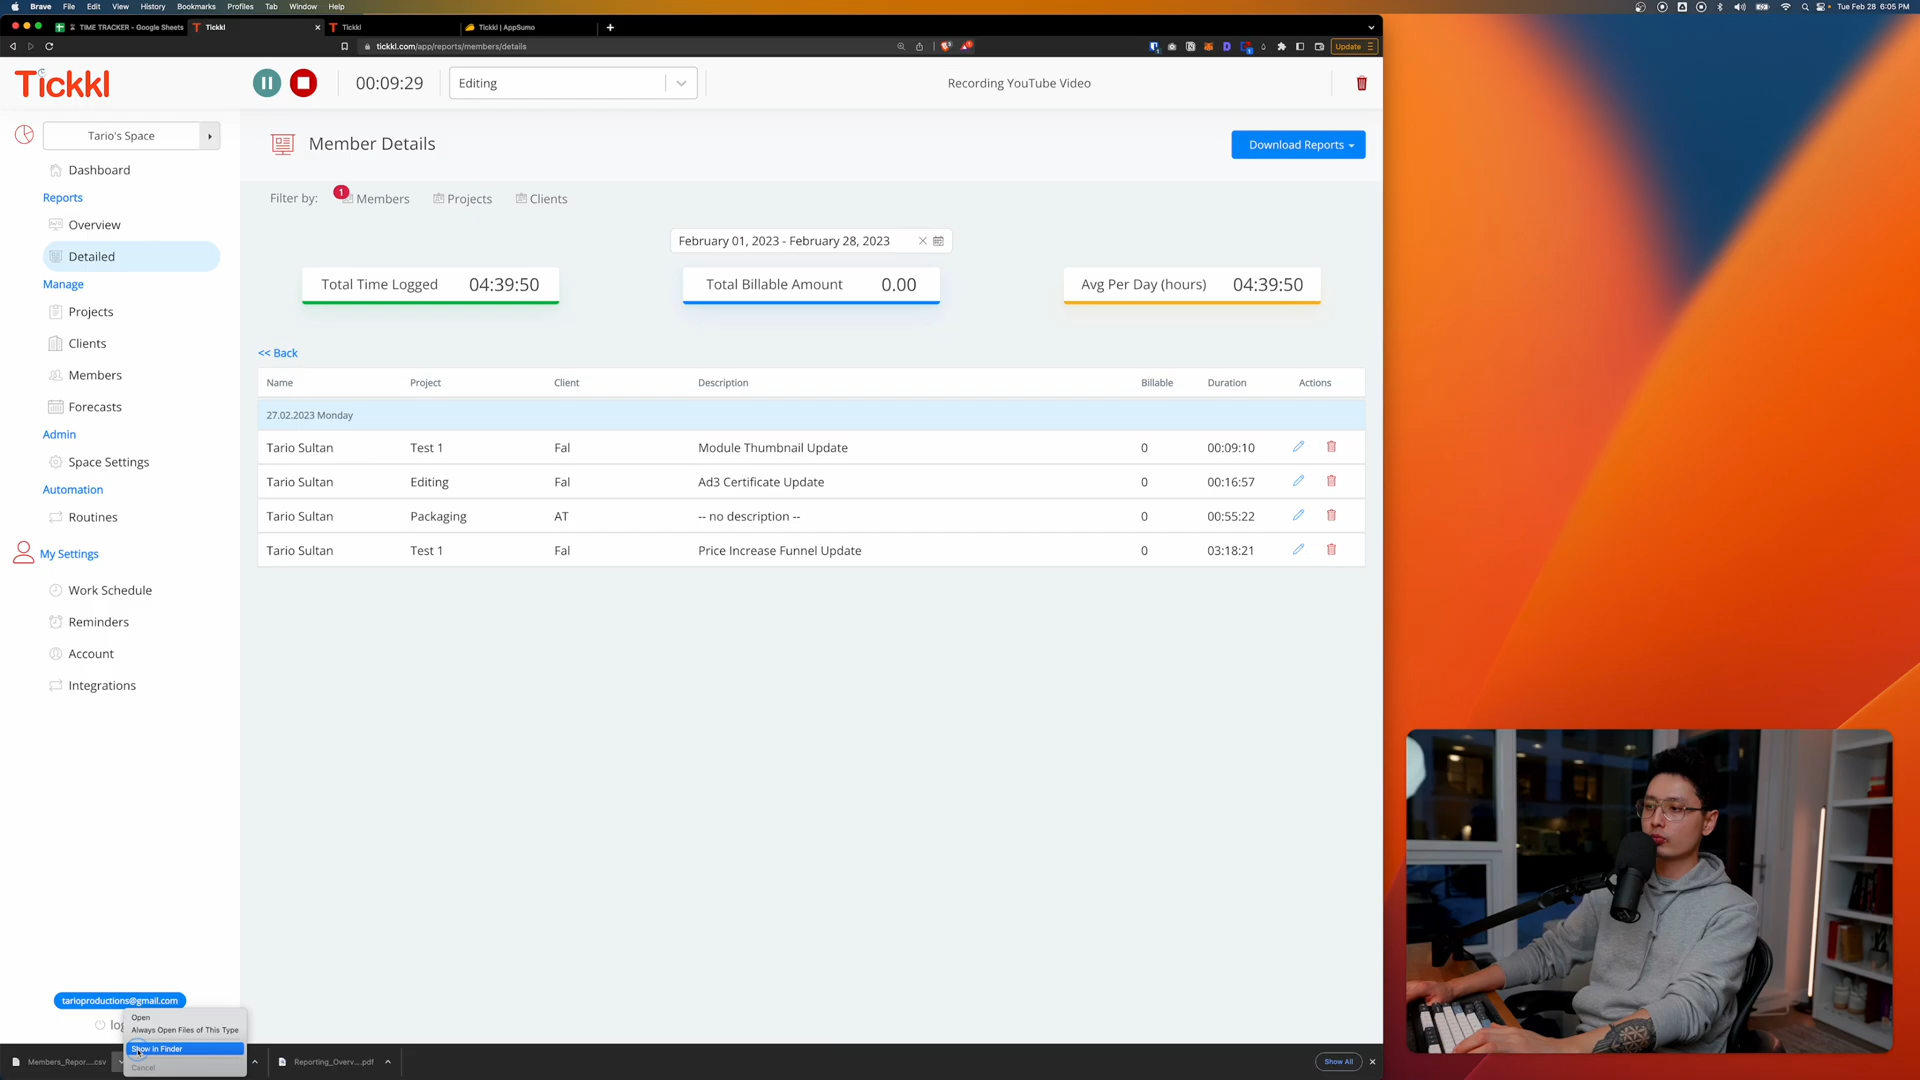 Brave File Edit View History Bookmarks Profiles Tab Window Help Tue Feb 28 6:05 PM
TIME TRACKER - Google Sheets Tickkl Tickkl Tickkl | AppSumo
tickkl.com/app/reports/members/details Update
Tickkl 00:09:29 Editing Recording YouTube Video
Tario's Space
Dashboard
Reports
Overview
Detailed
Manage
Projects
Clients
Members
Forecasts
Admin
Space Settings
Automation
Routines
My Settings
Work Schedule
Reminders
Account
Integrations
tarioproductions@gmail.com
log
Member Details Download Reports
Filter by: 1 Members Projects Clients
February 01, 2023 - February 28, 2023
Total Time Logged 04:39:50 Total Billable Amount 0.00 Avg Per Day (hours) 04:39:50
<< Back
Name Project Client Description Billable Duration Actions
27.02.2023 Monday
Tario Sultan Test 1 Fal Module Thumbnail Update 0 00:09:10
Tario Sultan Editing Fal Ad3 Certificate Update 0 00:16:57
Tario Sultan Packaging AT -- no description -- 0 00:55:22
Tario Sultan Test 1 Fal Price Increase Funnel Update 0 03:18:21
Open
Always Open Files of This Type
Show in Finder
Cancel
Members_Repor....csv Reporting_Overv....pdf Show All